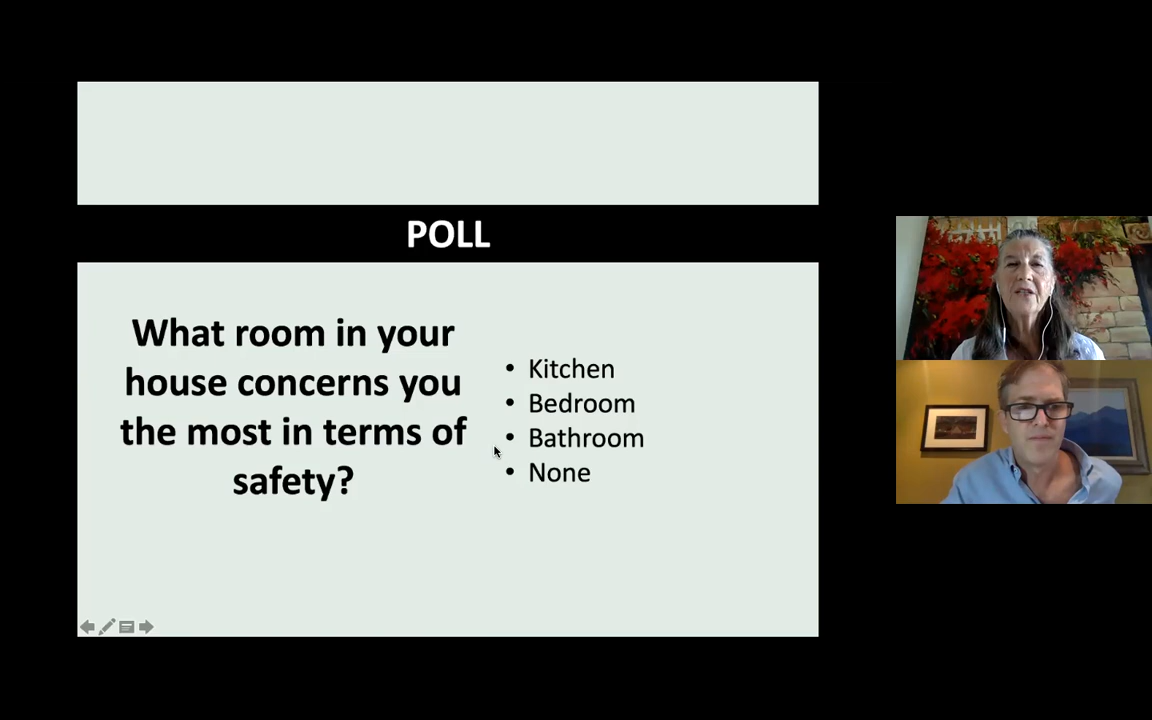 POLL
What room in your
house concerns you
the most in terms of
safety?
• Kitchen
• Bedroom
• Bathroom
• None